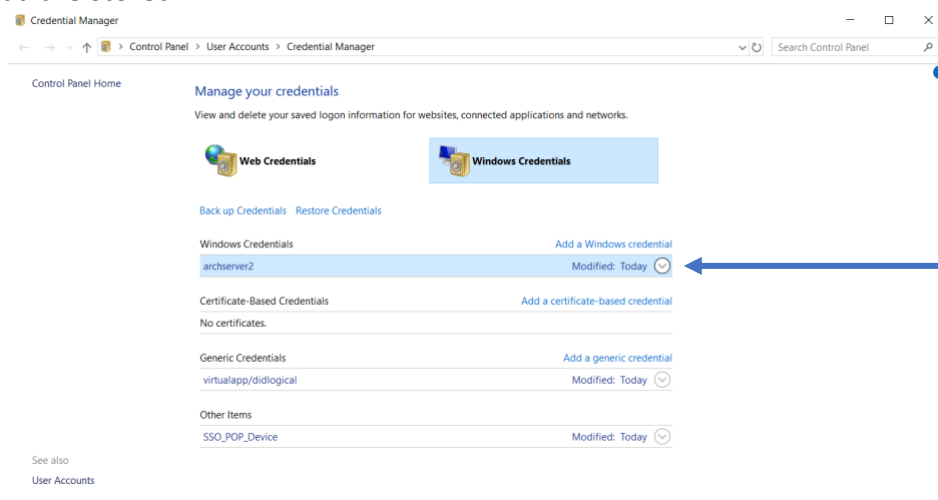 Credential Manager
Control Panel > User Accounts > Credential Manager
Search Control Panel
Control Panel Home
Manage your credentials
View and delete your saved logon information for websites, connected applications and networks.
Web Credentials
Windows Credentials
Back up Credentials Restore Credentials
Windows Credentials Add a Windows credential
archserver2 Modified: Today
Certificate-Based Credentials Add a certificate-based credential
No certificates.
Generic Credentials Add a generic credential
virtualapp/didlogical Modified: Today
Other Items
SSO_POP_Device Modified: Today
See also
User Accounts